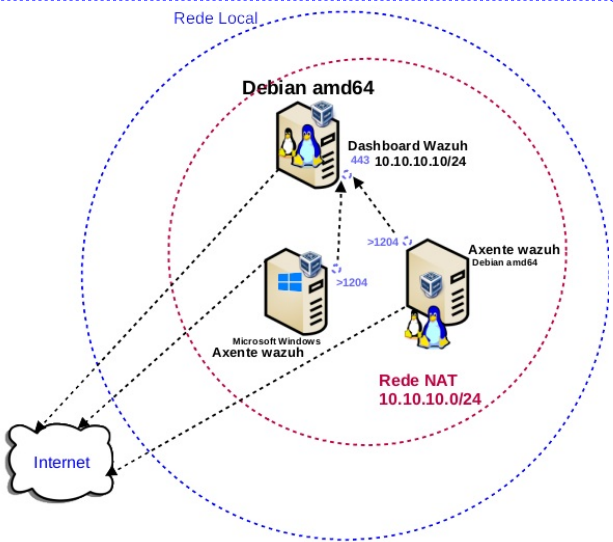 Rede Local
Debian amd64
Dashboard Wazuh
443 10.10.10.10/24
>1204
Axente wazuh
Debian amd64
>1204
Microsoft Windows
Axente wazuh
Rede NAT
10.10.10.0/24
Internet